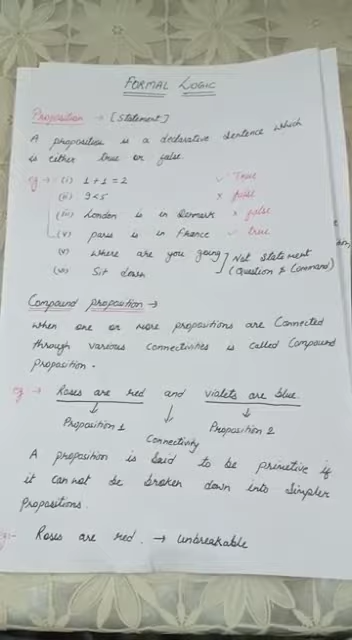 FORMAL LOGIC
Proposition → [Statement]
A proposition is a declarative sentence which
is either true or false.
eg → (i) 1+1=2 ✓ True
(ii) 9<5 × false
(iii) London is in Denmark × false
(v) paris is in France ✓ true
(v) where are you going ] Not statement
(vi) Sit down (Question & Command)
Compound proposition →
when one or more propositions are Connected
through various connectivities is called Compound
proposition.
eg → Roses are red and vialets are blue.
↓ ↓ ↓
Proposition 1 Connectivity Proposition 2
A proposition is said to be primetive if
it can not be broken down into Simpler
propositions.
Roses are red. → unbreakable